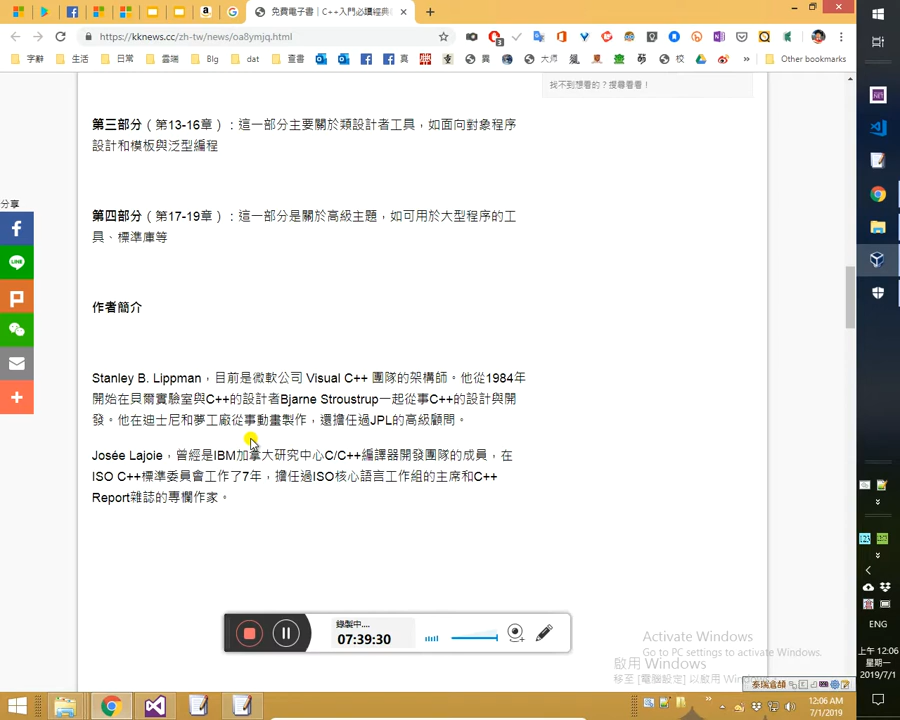 免費電子書｜C++入門必讀經典
https://kknews.cc/zh-tw/news/oa8ymjq.html
字辭 生活 日常 雲瑞 Blg dat 查書 真 異 大师 校 » Other bookmarks
找不到想看的？搜尋看看！
第三部分（第13-16章）：這一部分主要關於類設計者工具，如面向對象程序
設計和模板與泛型編程
第四部分（第17-19章）：這一部分是關於高級主題，如可用於大型程序的工
具、標準庫等
分享
作者簡介
Stanley B. Lippman，目前是微軟公司 Visual C++ 團隊的架構師。他從1984年
開始在貝爾實驗室與C++的設計者Bjarne Stroustrup一起從事C++的設計與開
發。他在迪士尼和夢工廠從事動畫製作，還擔任過JPL的高級顧問。
Josée Lajoie，曾經是IBM加拿大研究中心C/C++編譯器開發團隊的成員，在
ISO C++標準委員會工作了7年，擔任過ISO核心語言工作組的主席和C++
Report雜誌的專欄作家。
錄製中....
07:39:30
Activate Windows
Go to PC settings to activate Windows.
啟用 Windows
移至 [電腦設定] 以啟用 Windows
ENG
上午 12:06
星期一
2019/7/1
12:06 AM
7/1/2019